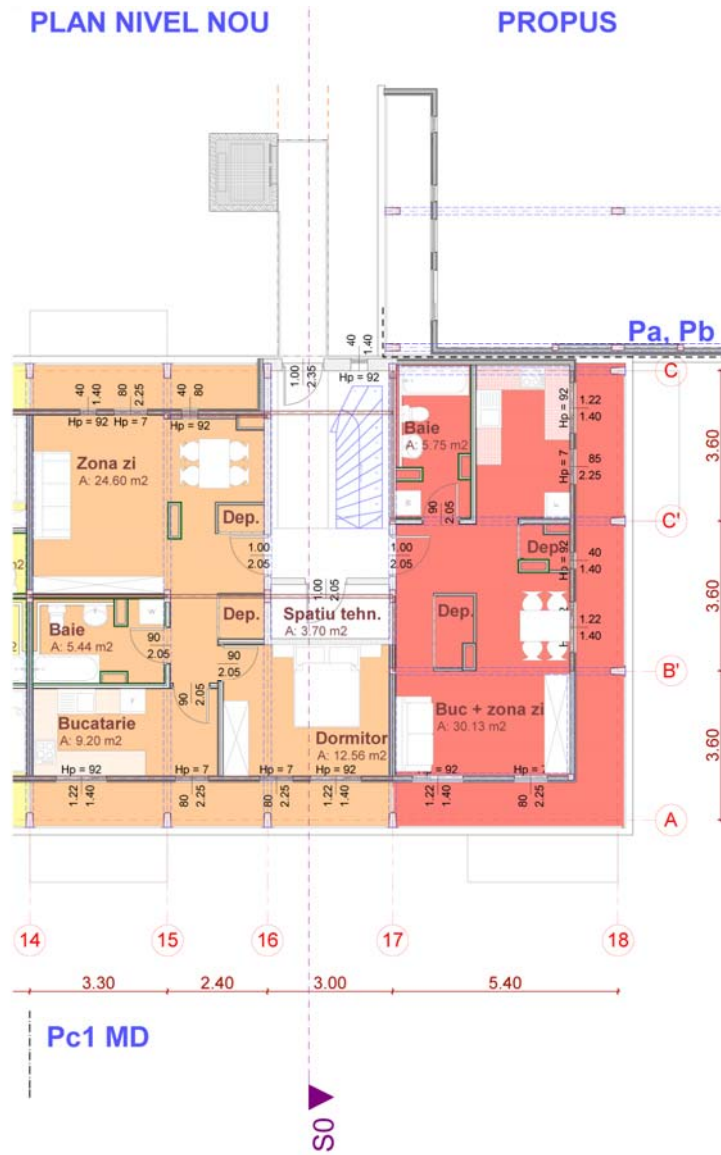 PLAN NIVEL NOU
PROPUS
Pa, Pb
40
1.40
1.00
2.35
Hp = 92
C
40
1.40
80
2.25
40
80
Hp = 92
Hp = 7
Hp = 92
Baie
A: 5.75 m2
Hp = 92
1.22
1.40
Hp = 7
85
2.25
3.60
Zona zi
A: 24.60 m2
Dep.
90
2.05
C'
1.00
2.05
1.00
2.05
Dep.
Hp = 92
40
1.40
3.60
1.00
2.05
Dep.
Spatiu tehn.
A: 3.70 m2
Dep.
1.22
1.40
Baie
A: 5.44 m2
90
2.05
90
2.05
B'
90
2.05
Bucatarie
A: 9.20 m2
Dormitor
A: 12.56 m2
Buc + zona zi
A: 30.13 m2
3.60
Hp = 92
Hp = 7
Hp = 7
Hp = 92
Hp = 92
Hp = 7
1.22
1.40
80
2.25
80
2.25
1.22
1.40
1.22
1.40
80
2.25
A
14
15
16
17
18
3.30
2.40
3.00
5.40
Pc1 MD
S0